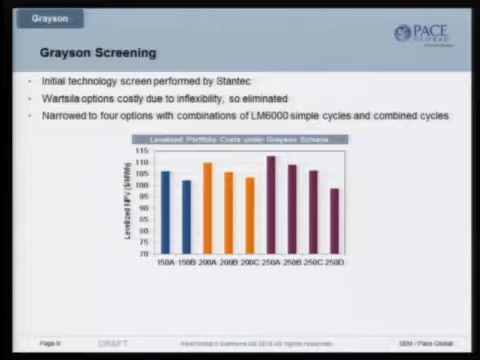 Grayson
PACE
GLOBAL
Grayson Screening
Initial technology screen performed by Stantec
Wartsila options costly due to inflexibility, so eliminated
Narrowed to four options with combinations of LM6000 simple cycles and combined cycles
Levelized Portfolio Costs under Grayson Screens
Levelized NPV ($/MWh)
115
110
105
100
95
90
85
80
75
70
150A 150B 200A 200B 200C 250A 250B 250C 250D
Page 9
DRAFT
All rights reserved.
SEM / Pace Global